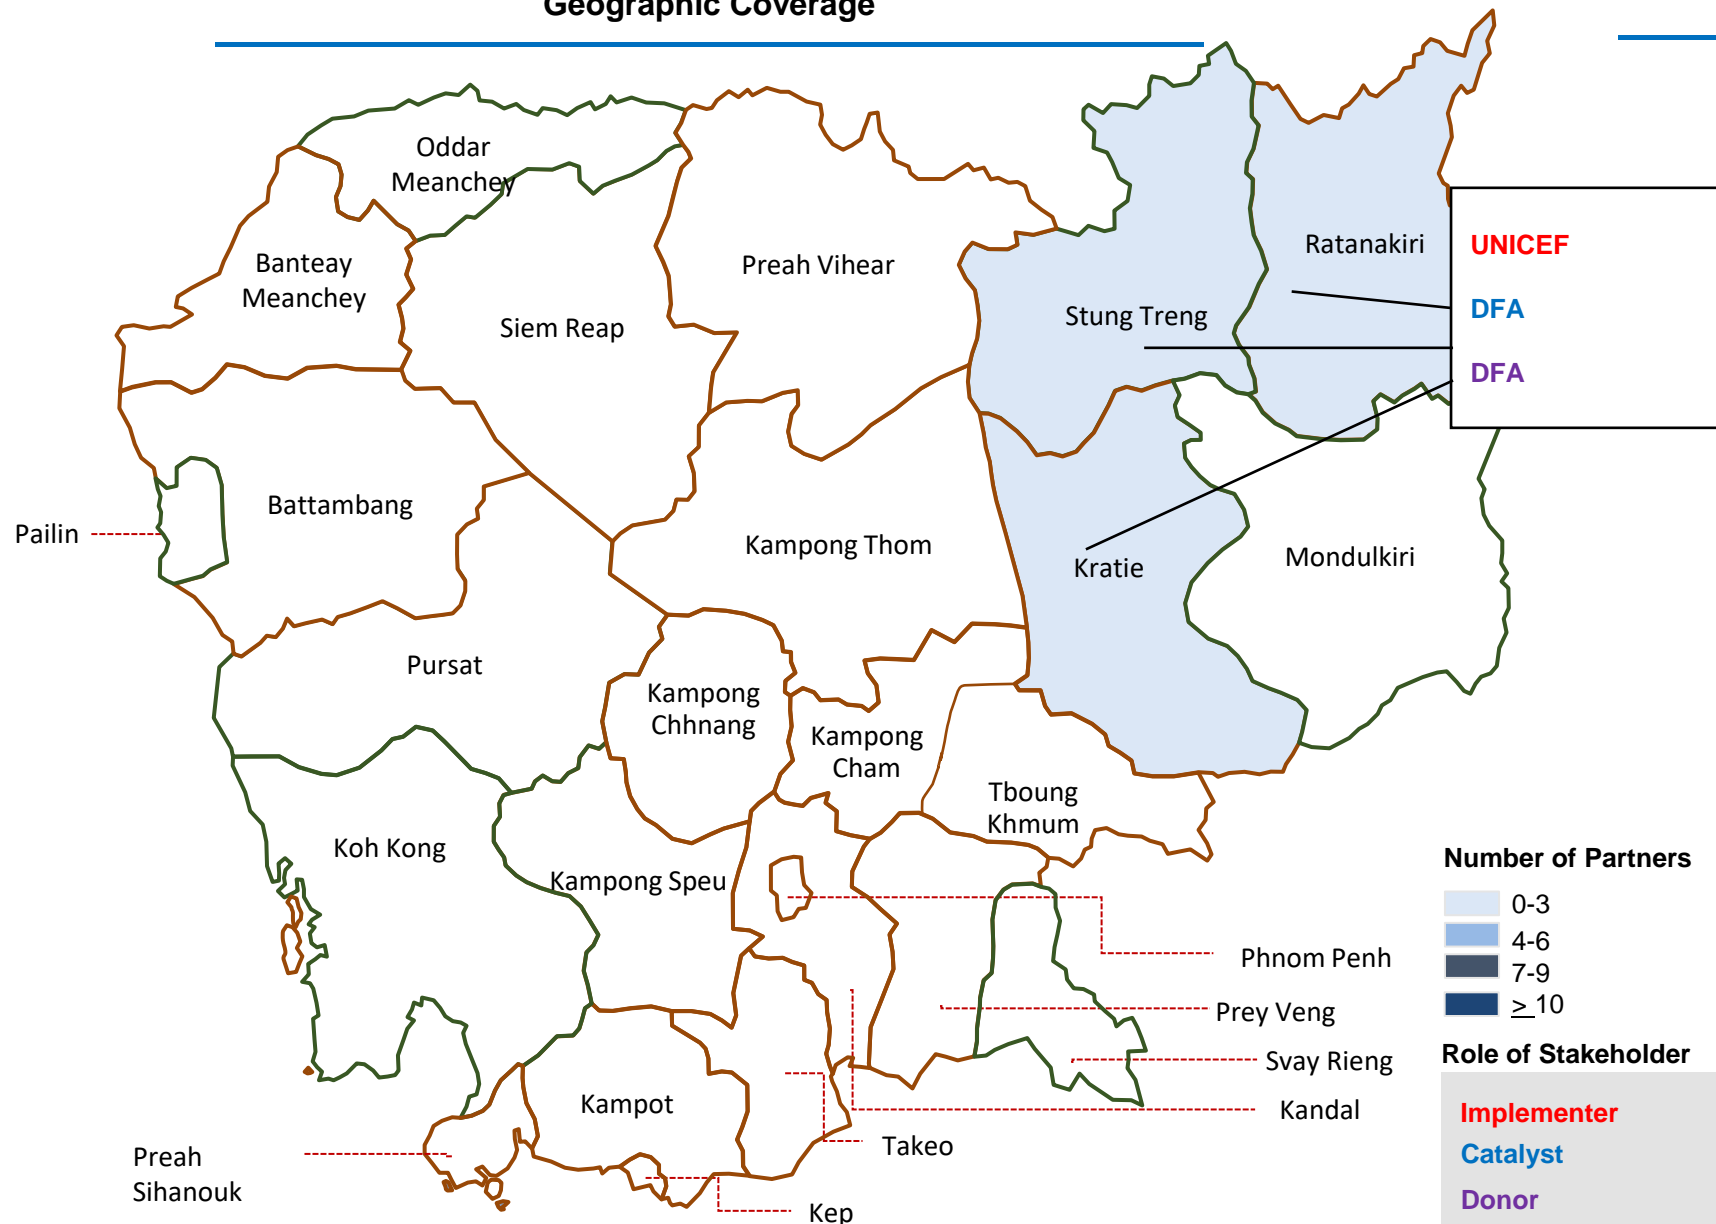 Geographic Coverage
Oddar
Meanchey
Banteay
Meanchey
Siem Reap
Preah Vihear
Stung Treng
Ratanakiri
UNICEF
DFA
DFA
Battambang
Pailin
Kampong Thom
Kratie
Mondulkiri
Pursat
Kampong
Chhnang
Kampong
Cham
Tboung
Khmum
Koh Kong
Kampong Speu
Number of Partners
0-3
4-6
7-9
> 10
Phnom Penh
Prey Veng
Svay Rieng
Kandal
Takeo
Kampot
Kep
Preah
Sihanouk
Role of Stakeholder
Implementer
Catalyst
Donor